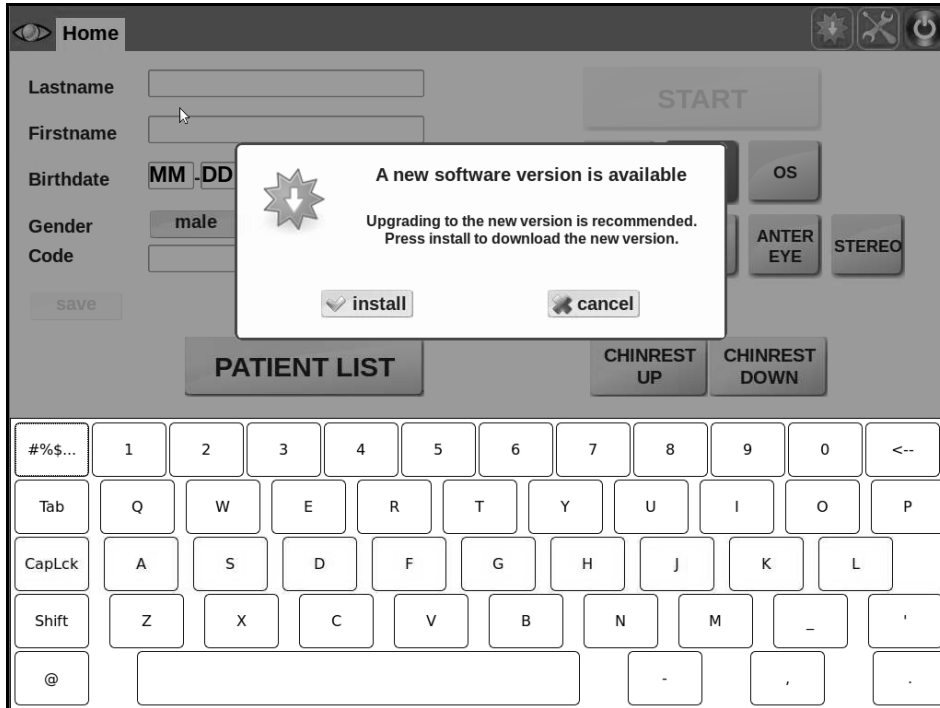 Home
Lastname
START
Firstname
Birthdate
MM - DD
OS
Gender
male
Code
ANTER
EYE
STEREO
save
A new software version is available
Upgrading to the new version is recommended.
Press install to download the new version.
install
cancel
PATIENT LIST
CHINREST
UP
CHINREST
DOWN
#%$... 1 2 3 4 5 6 7 8 9 0 <--
Tab Q W E R T Y U I O P
CapLck A S D F G H J K L
Shift Z X C V B N M _ '
@ - , .